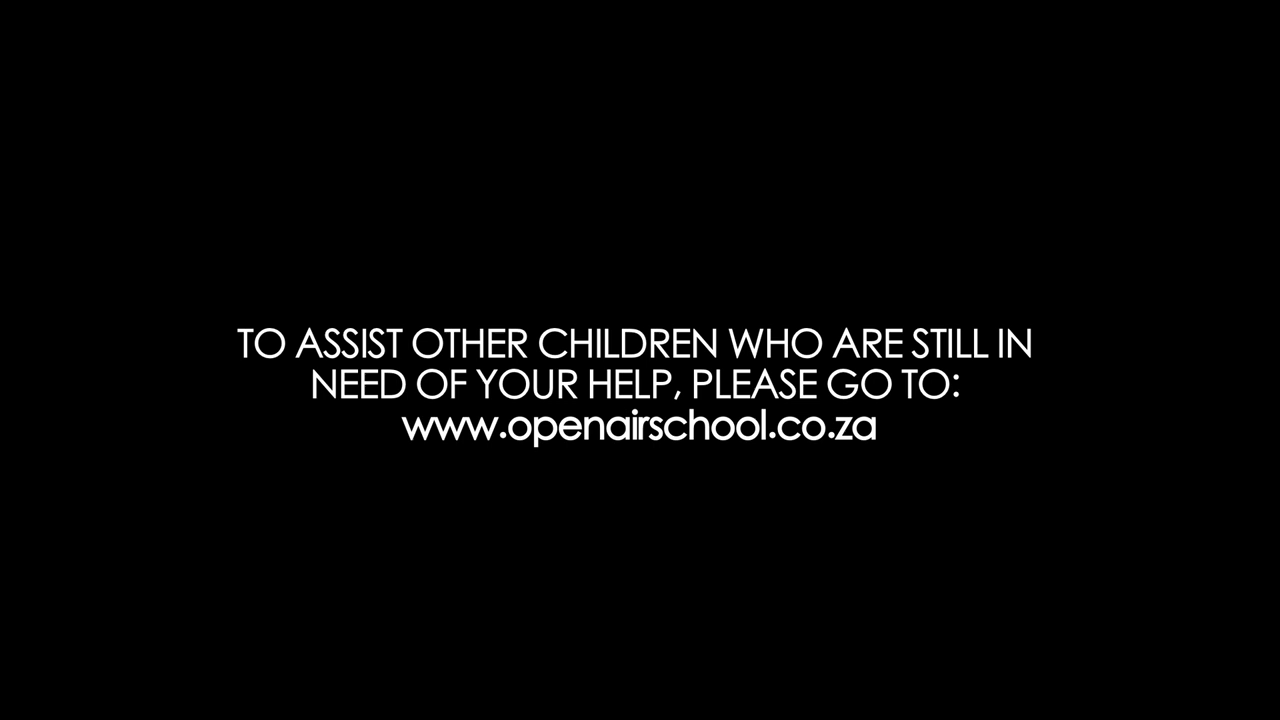 TO ASSIST OTHER CHILDREN WHO ARE STILL IN
NEED OF YOUR HELP, PLEASE GO TO:
www.openairschool.co.za